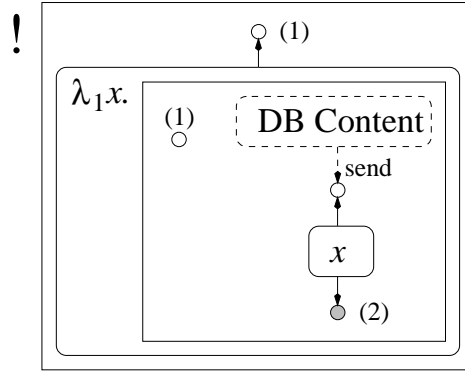 !
(1)
λ₁x.
(1)
DB Content
send
x
(2)